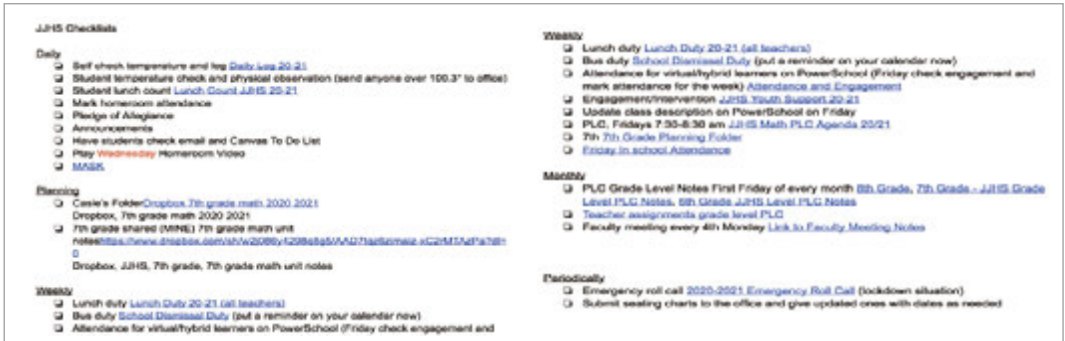 JJHS Checklists
Daily
Self check temperature and log Daily Log 20-21
Student temperature check and physical observation (send anyone over 100.3° to office)
Student lunch count Lunch Count JJHS 20-21
Mark homeroom attendance
Pledge of Allegiance
Announcements
Have students check email and Canvas To Do List
Play Wednesday Homeroom Video
MASK
Planning
Casie's FolderDropbox 7th grade math 2020 2021
Dropbox, 7th grade math 2020 2021
7th grade shared (MINE) 7th grade math unit
Dropbox, JJHS, 7th grade, 7th grade math unit notes
Weekly
Lunch duty Lunch Duty 20-21 (all teachers)
Bus duty School Dismissal Duty (put a reminder on your calendar now)
Attendance for virtual/hybrid learners on PowerSchool (Friday check engagement and
Weekly
Lunch duty Lunch Duty 20-21 (all teachers)
Bus duty School Dismissal Duty (put a reminder on your calendar now)
Attendance for virtual/hybrid learners on PowerSchool (Friday check engagement and
mark attendance for the week) Attendance and Engagement
Engagement/Intervention JJHS Youth Support 20-21
Update class description on PowerSchool on Friday
PLC, Fridays 7:30-8:30 am JJHS Math PLC Agenda 20/21
7th 7th Grade Planning Folder
Friday in school Attendance
Monthly
PLC Grade Level Notes First Friday of every month 8th Grade, 7th Grade - JJHS Grade
Level PLC Notes, 6th Grade JJHS Level PLC Notes
Teacher assignments grade level PLC
Faculty meeting every 4th Monday Link to Faculty Meeting Notes
Periodically
Emergency roll call 2020-2021 Emergency Roll Call (lockdown situation)
Submit seating charts to the office and give updated ones with dates as needed